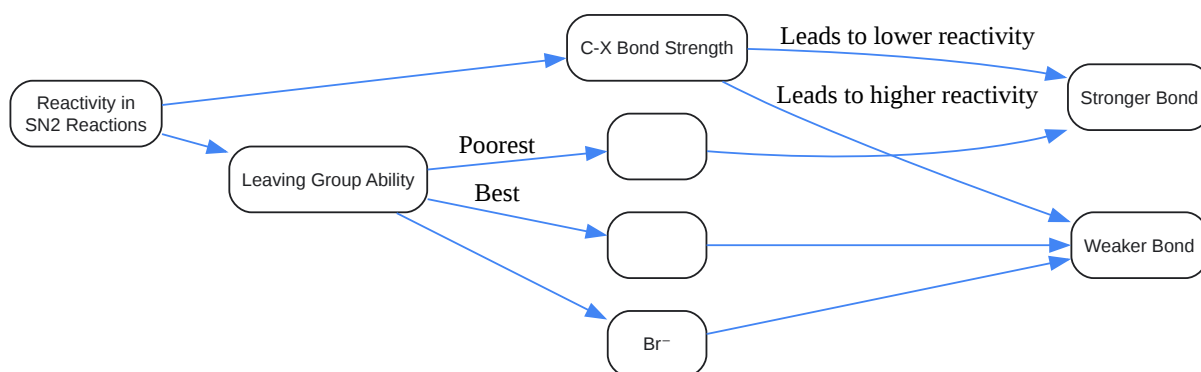 Reactivity in
SN2 Reactions
Leaving Group Ability
C-X Bond Strength
Leads to lower reactivity
Leads to higher reactivity
Poorest
Best
Br⁻
Stronger Bond
Weaker Bond